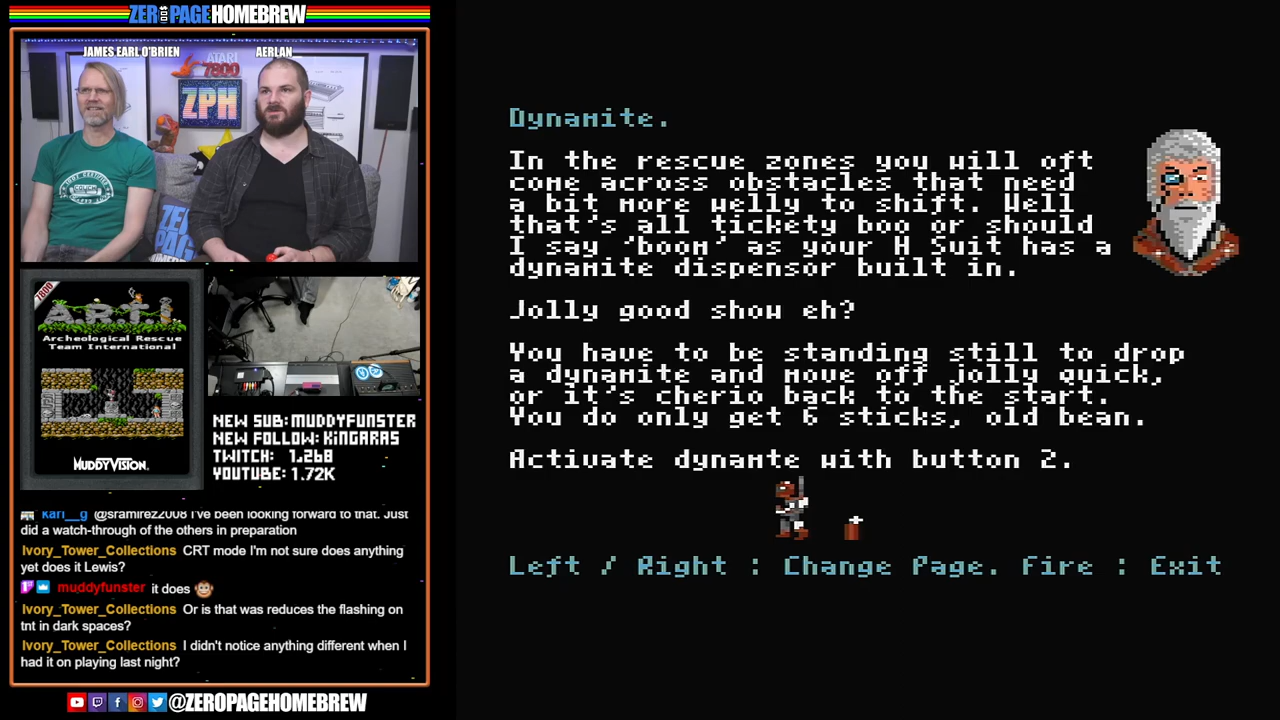 ZERO PAGE HOMEBREW
JAMES EARL O'BRIEN
AERLAN
ATARI
7800
ZPH
COUCH
ZERO
PAGE
7800
A.R.T.I
Archeological Rescue
Team International
MUDDYVISION
NEW SUB: MUDDYFUNSTER
NEW FOLLOW: KINGARAS
TWITCH: 1,268
YOUTUBE: 1.72K
karl__g @sramirez2008 I've been looking forward to that. Just
did a watch-through of the others in preparation
Ivory_Tower_Collections CRT mode I'm not sure does anything
yet does it Lewis?
muddyfunster it does
Ivory_Tower_Collections Or is that was reduces the flashing on
tnt in dark spaces?
Ivory_Tower_Collections I didn't notice anything different when I
had it on playing last night?
@ZEROPAGEHOMEBREW
Dynamite.
In the rescue zones you will oft
come across obstacles that need
a bit more welly to shift. Well
that's all tickety boo or should
I say 'boom' as your H Suit has a
dynamite dispensor built in.
Jolly good show eh?
You have to be standing still to drop
a dynamite and move off jolly quick,
or it's cherio back to the start.
You do only get 6 sticks, old bean.
Activate dynamte with button 2.
Left / Right : Change Page. Fire : Exit